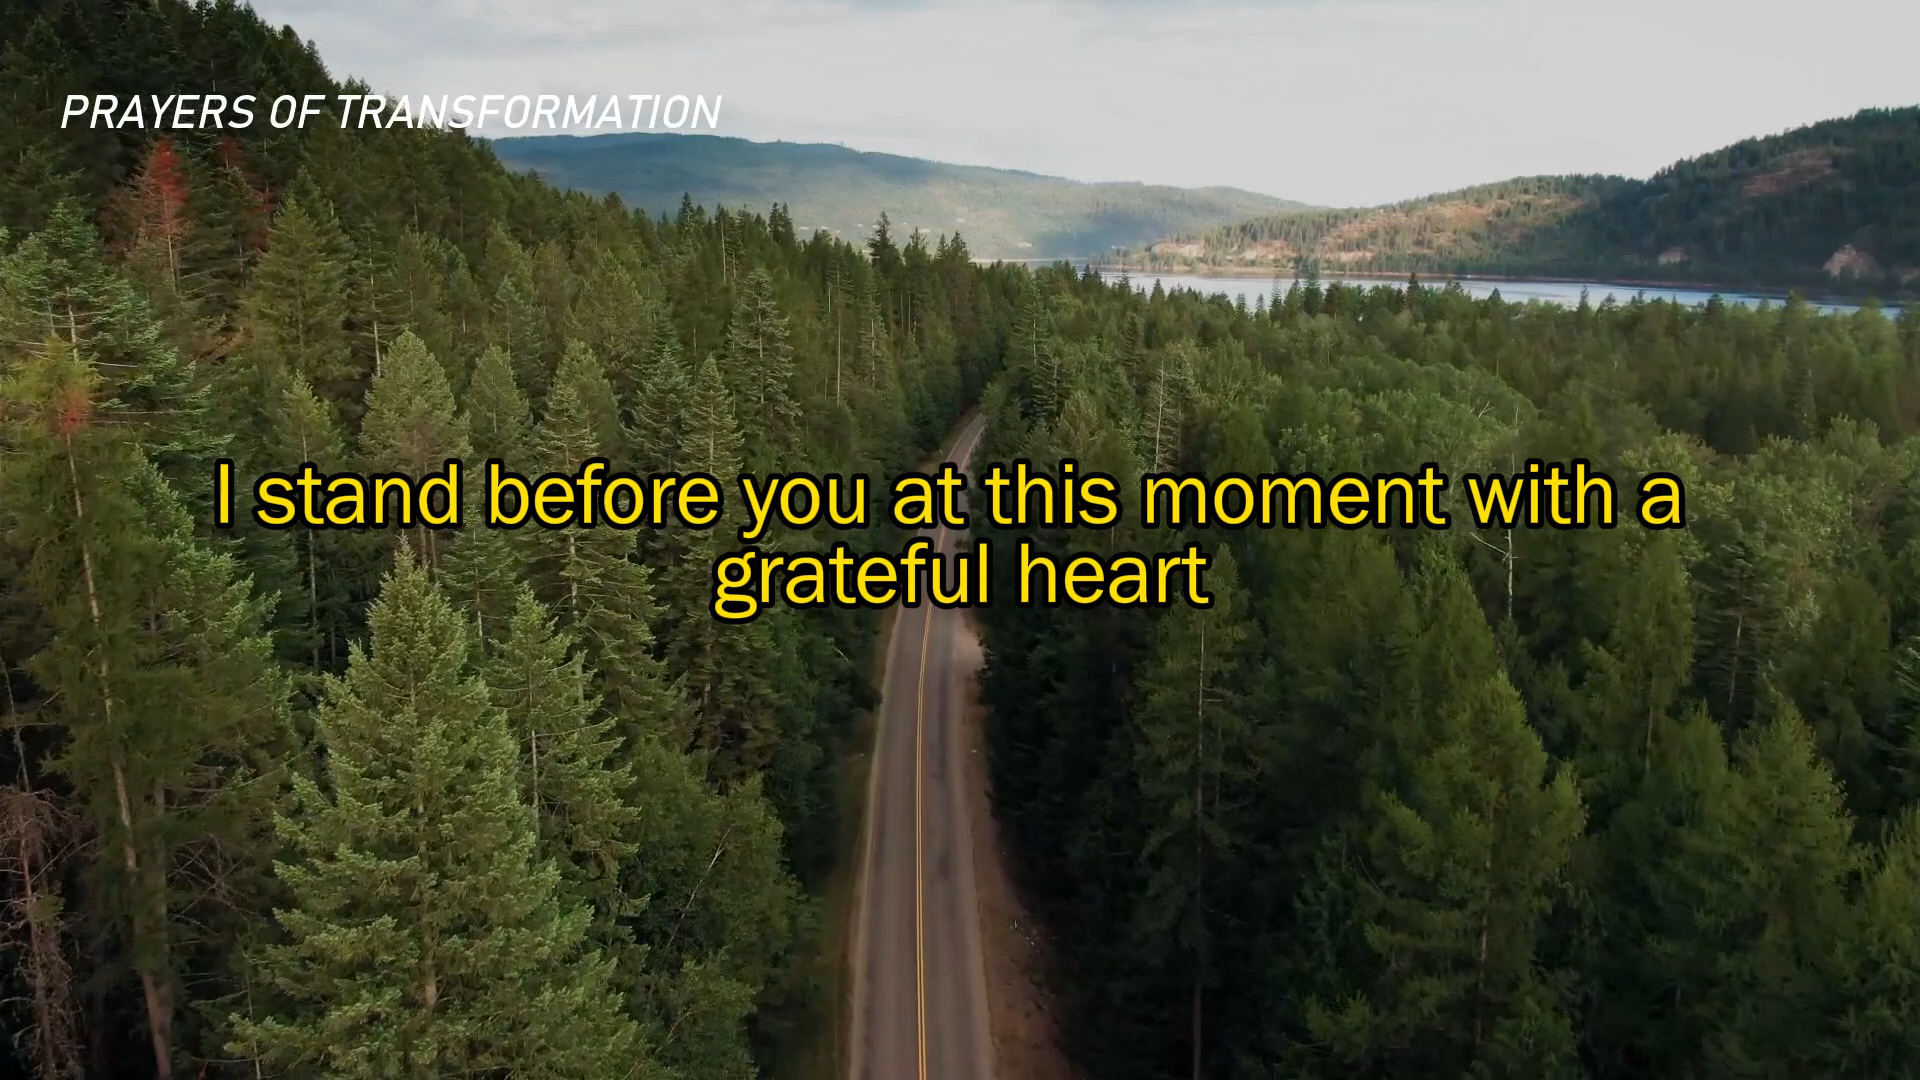 PRAYERS OF TRANSFORMATION
I stand before you at this moment with a
grateful heart